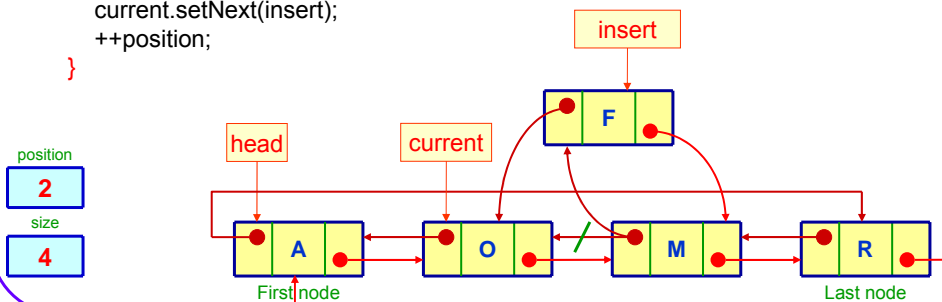 current.setNext(insert);
++position;
}
insert
F
head
current
position
2
size
4
A
O
M
R
First node
Last node